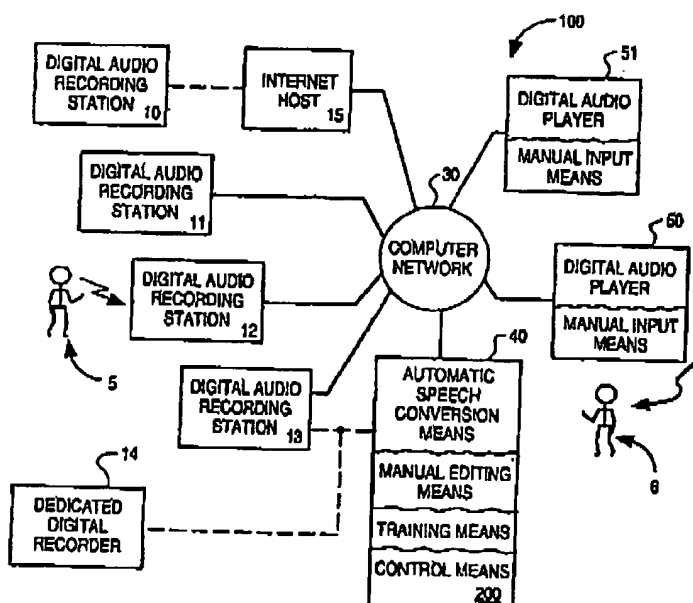 100
DIGITAL AUDIO
RECORDING
STATION 10
INTERNET
HOST
15
51
DIGITAL AUDIO
PLAYER
MANUAL INPUT
MEANS
DIGITAL AUDIO
RECORDING
STATION 11
30
COMPUTER
NETWORK
50
DIGITAL AUDIO
PLAYER
MANUAL INPUT
MEANS
DIGITAL AUDIO
RECORDING
STATION 12
5
40
AUTOMATIC
SPEECH
CONVERSION
MEANS
MANUAL EDITING
MEANS
TRAINING MEANS
CONTROL MEANS
200
DIGITAL AUDIO
RECORDING
STATION 13
6
14
DEDICATED
DIGITAL
RECORDER